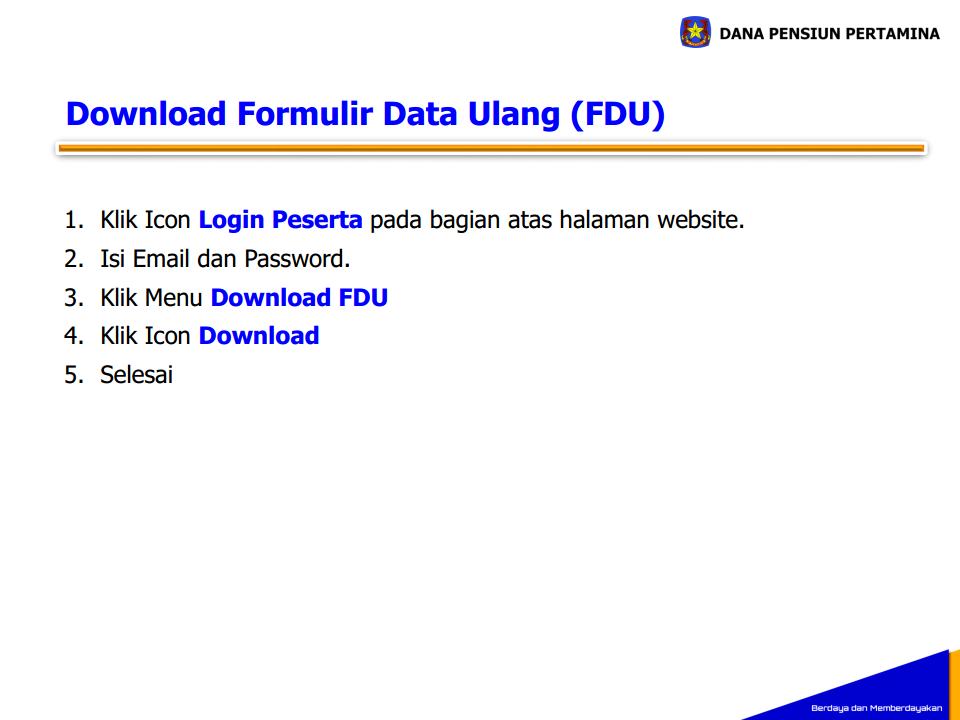 DANA PENSIUN PERTAMINA
Download Formulir Data Ulang (FDU)
1. Klik Icon Login Peserta pada bagian atas halaman website.
2. Isi Email dan Password.
3. Klik Menu Download FDU
4. Klik Icon Download
5. Selesai
Berdaya dan Memberdayakan